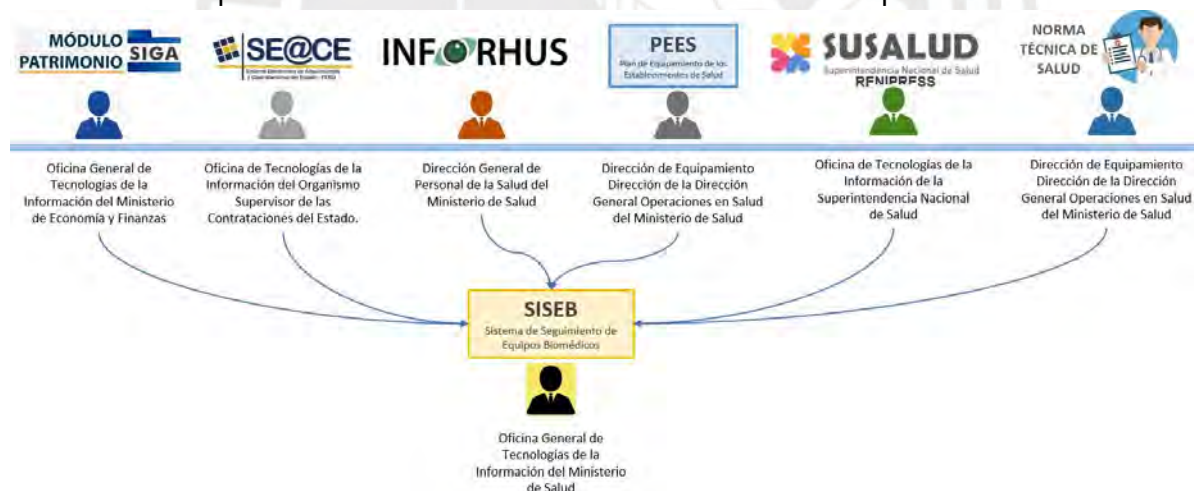 MÓDULO
PATRIMONIO
SIGA
SE@CE
INFORHUS
PEES
Plan de Equipamiento de los
Establecimientos de Salud
SUSALUD
Superintendencia Nacional de Salud
RENIPRESS
NORMA
TÉCNICA DE
SALUD
Oficina General de
Tecnologías de la
Información del Ministerio
de Economía y Finanzas
Oficina de Tecnologías de la
Información del Organismo
Supervisor de las
Contrataciones del Estado.
Dirección General de
Personal de la Salud del
Ministerio de Salud
Dirección de Equipamiento
Dirección de la Dirección
General Operaciones en Salud
del Ministerio de Salud
Oficina de Tecnologías de la
Información de la
Superintendencia Nacional
de Salud
Dirección de Equipamiento
Dirección de la Dirección
General Operaciones en Salud
del Ministerio de Salud
SISEB
Sistema de Seguimiento de
Equipos Biomédicos
Oficina General de
Tecnologías de la
Información del Ministerio
de Salud